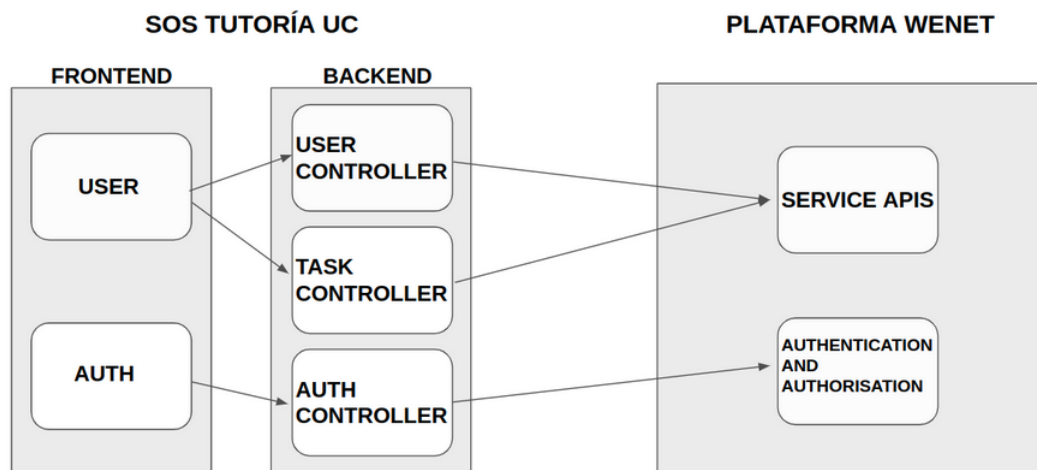 SOS TUTORÍA UC
PLATAFORMA WENET
FRONTEND
BACKEND
USER
AUTH
USER
CONTROLLER
TASK
CONTROLLER
AUTH
CONTROLLER
SERVICE APIS
AUTHENTICATION
AND
AUTHORISATION